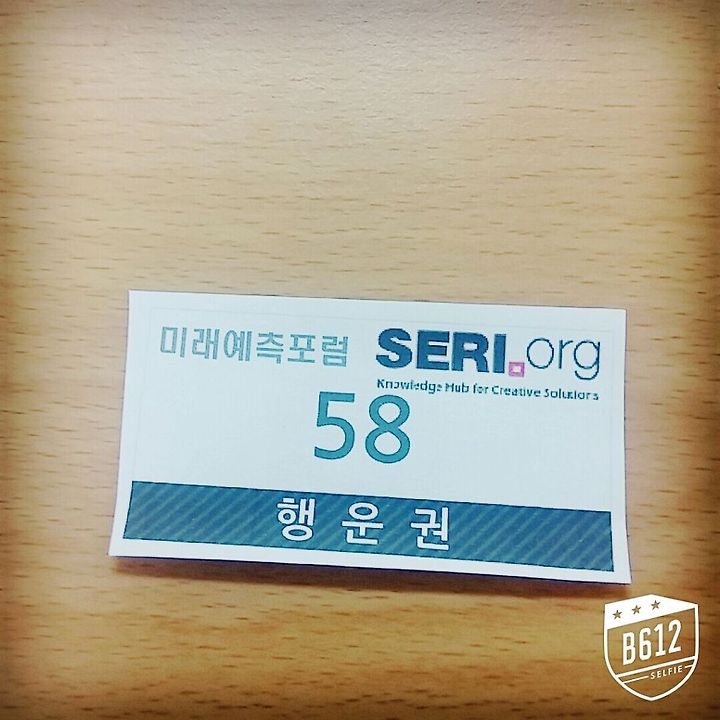 미래예측포럼 SERI.org
Knowledge Hub for Creative Solutions
58
행운권
B612
SELFIE